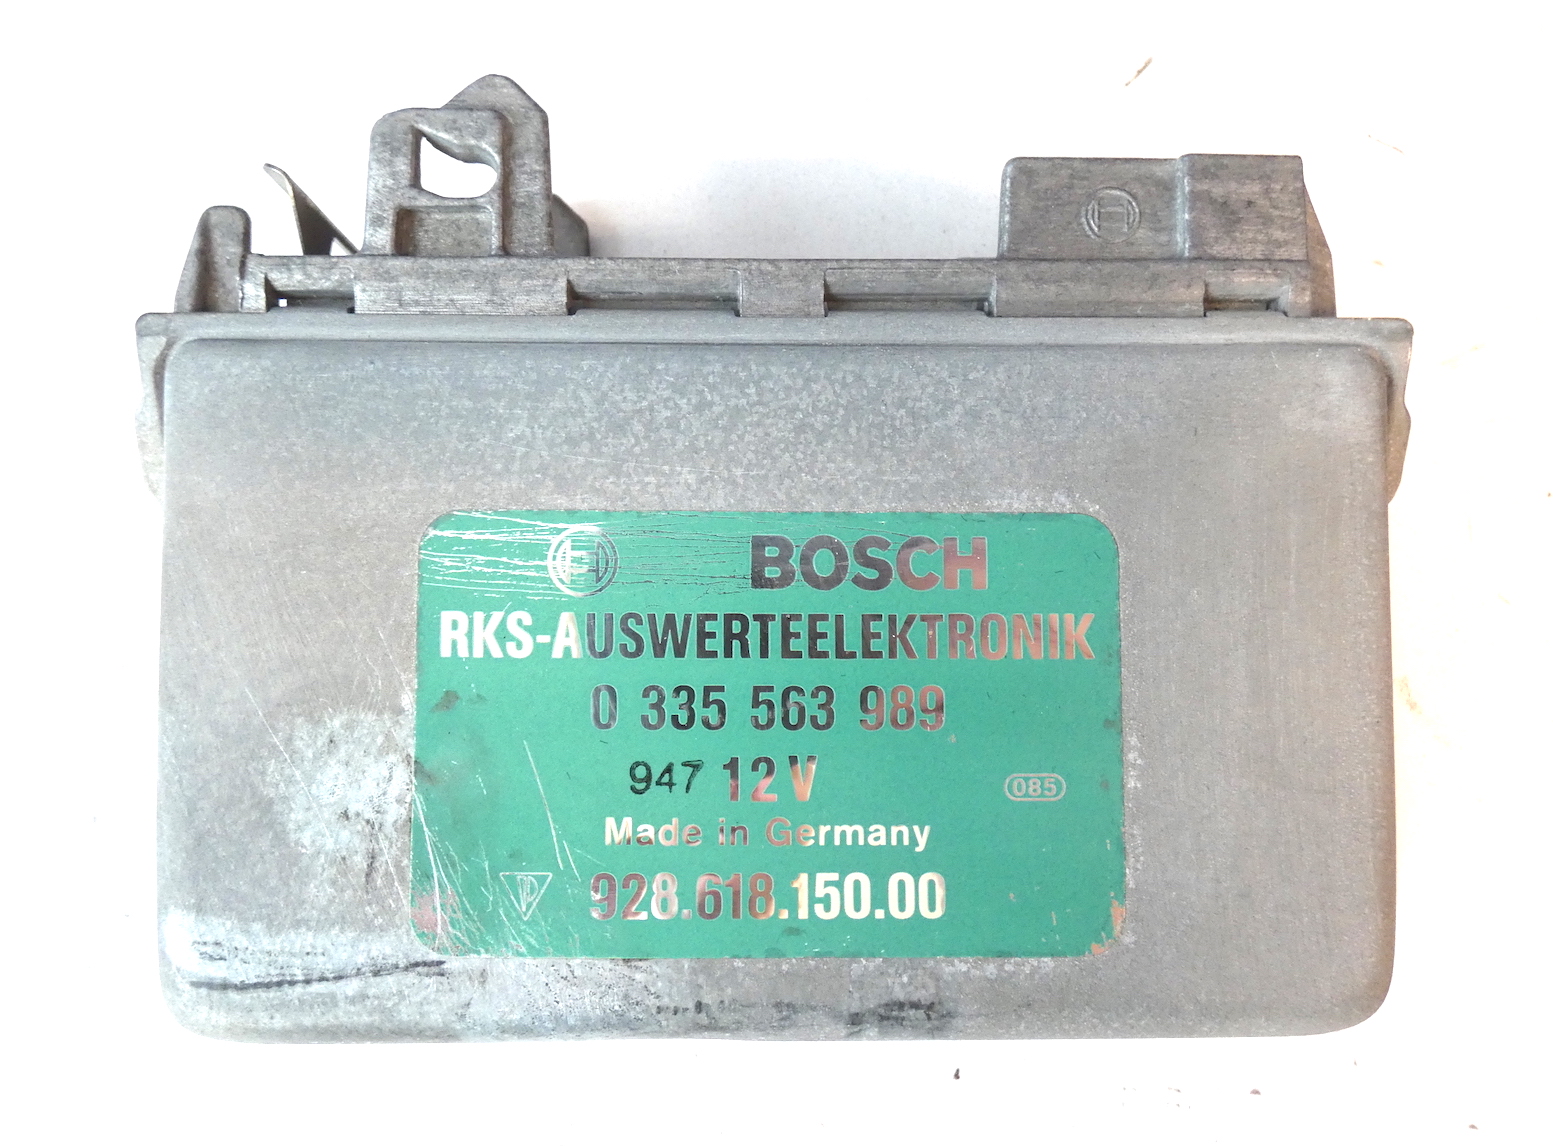 BOSCH
RKS-AUSWERTEELEKTRONIK
0 335 563 989
947 12 V
085
Made in Germany
928.618.150.00